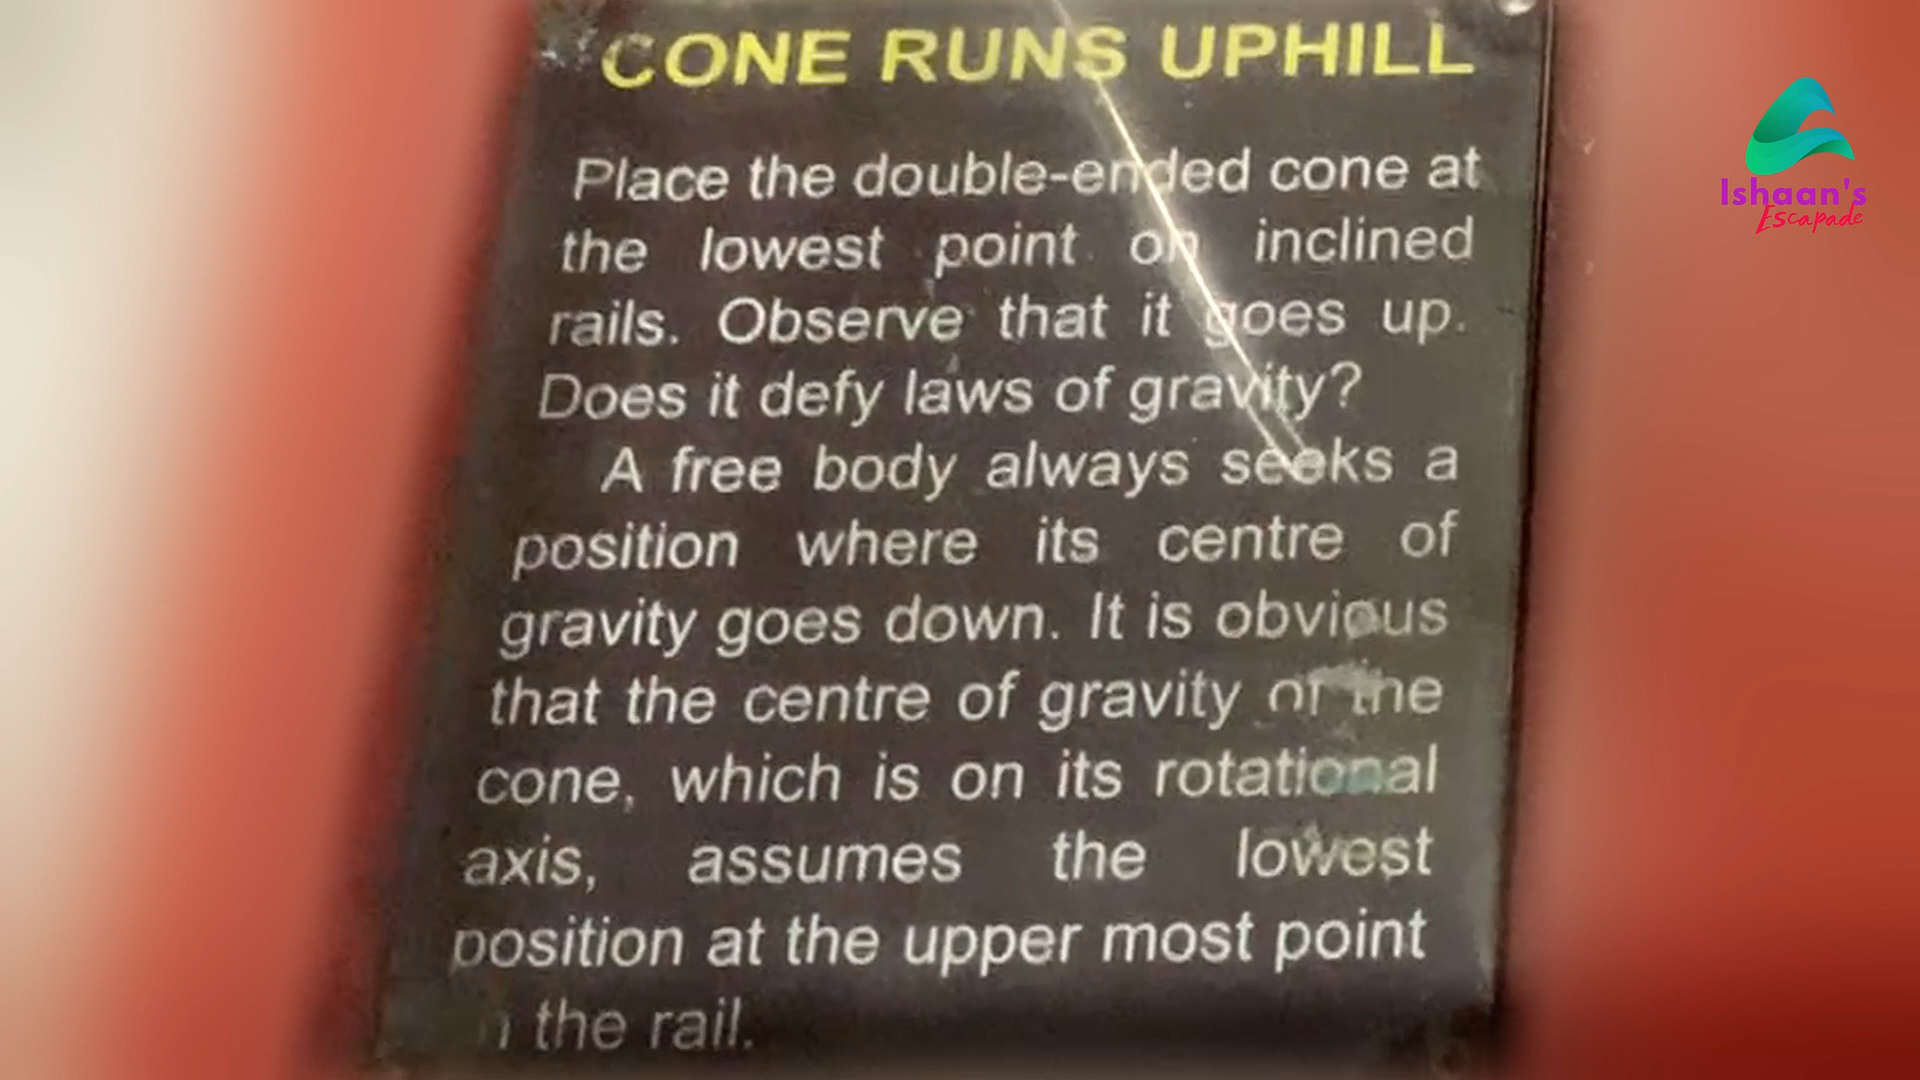 CONE RUNS UPHILL
Ishaan's
Escapade
Place the double-ended cone at
the lowest point on inclined
rails. Observe that it goes up.
Does it defy laws of gravity?
A free body always seeks a
position where its centre of
gravity goes down. It is obvious
that the centre of gravity of the
cone, which is on its rotational
axis, assumes the lowest
position at the upper most point
the rail.